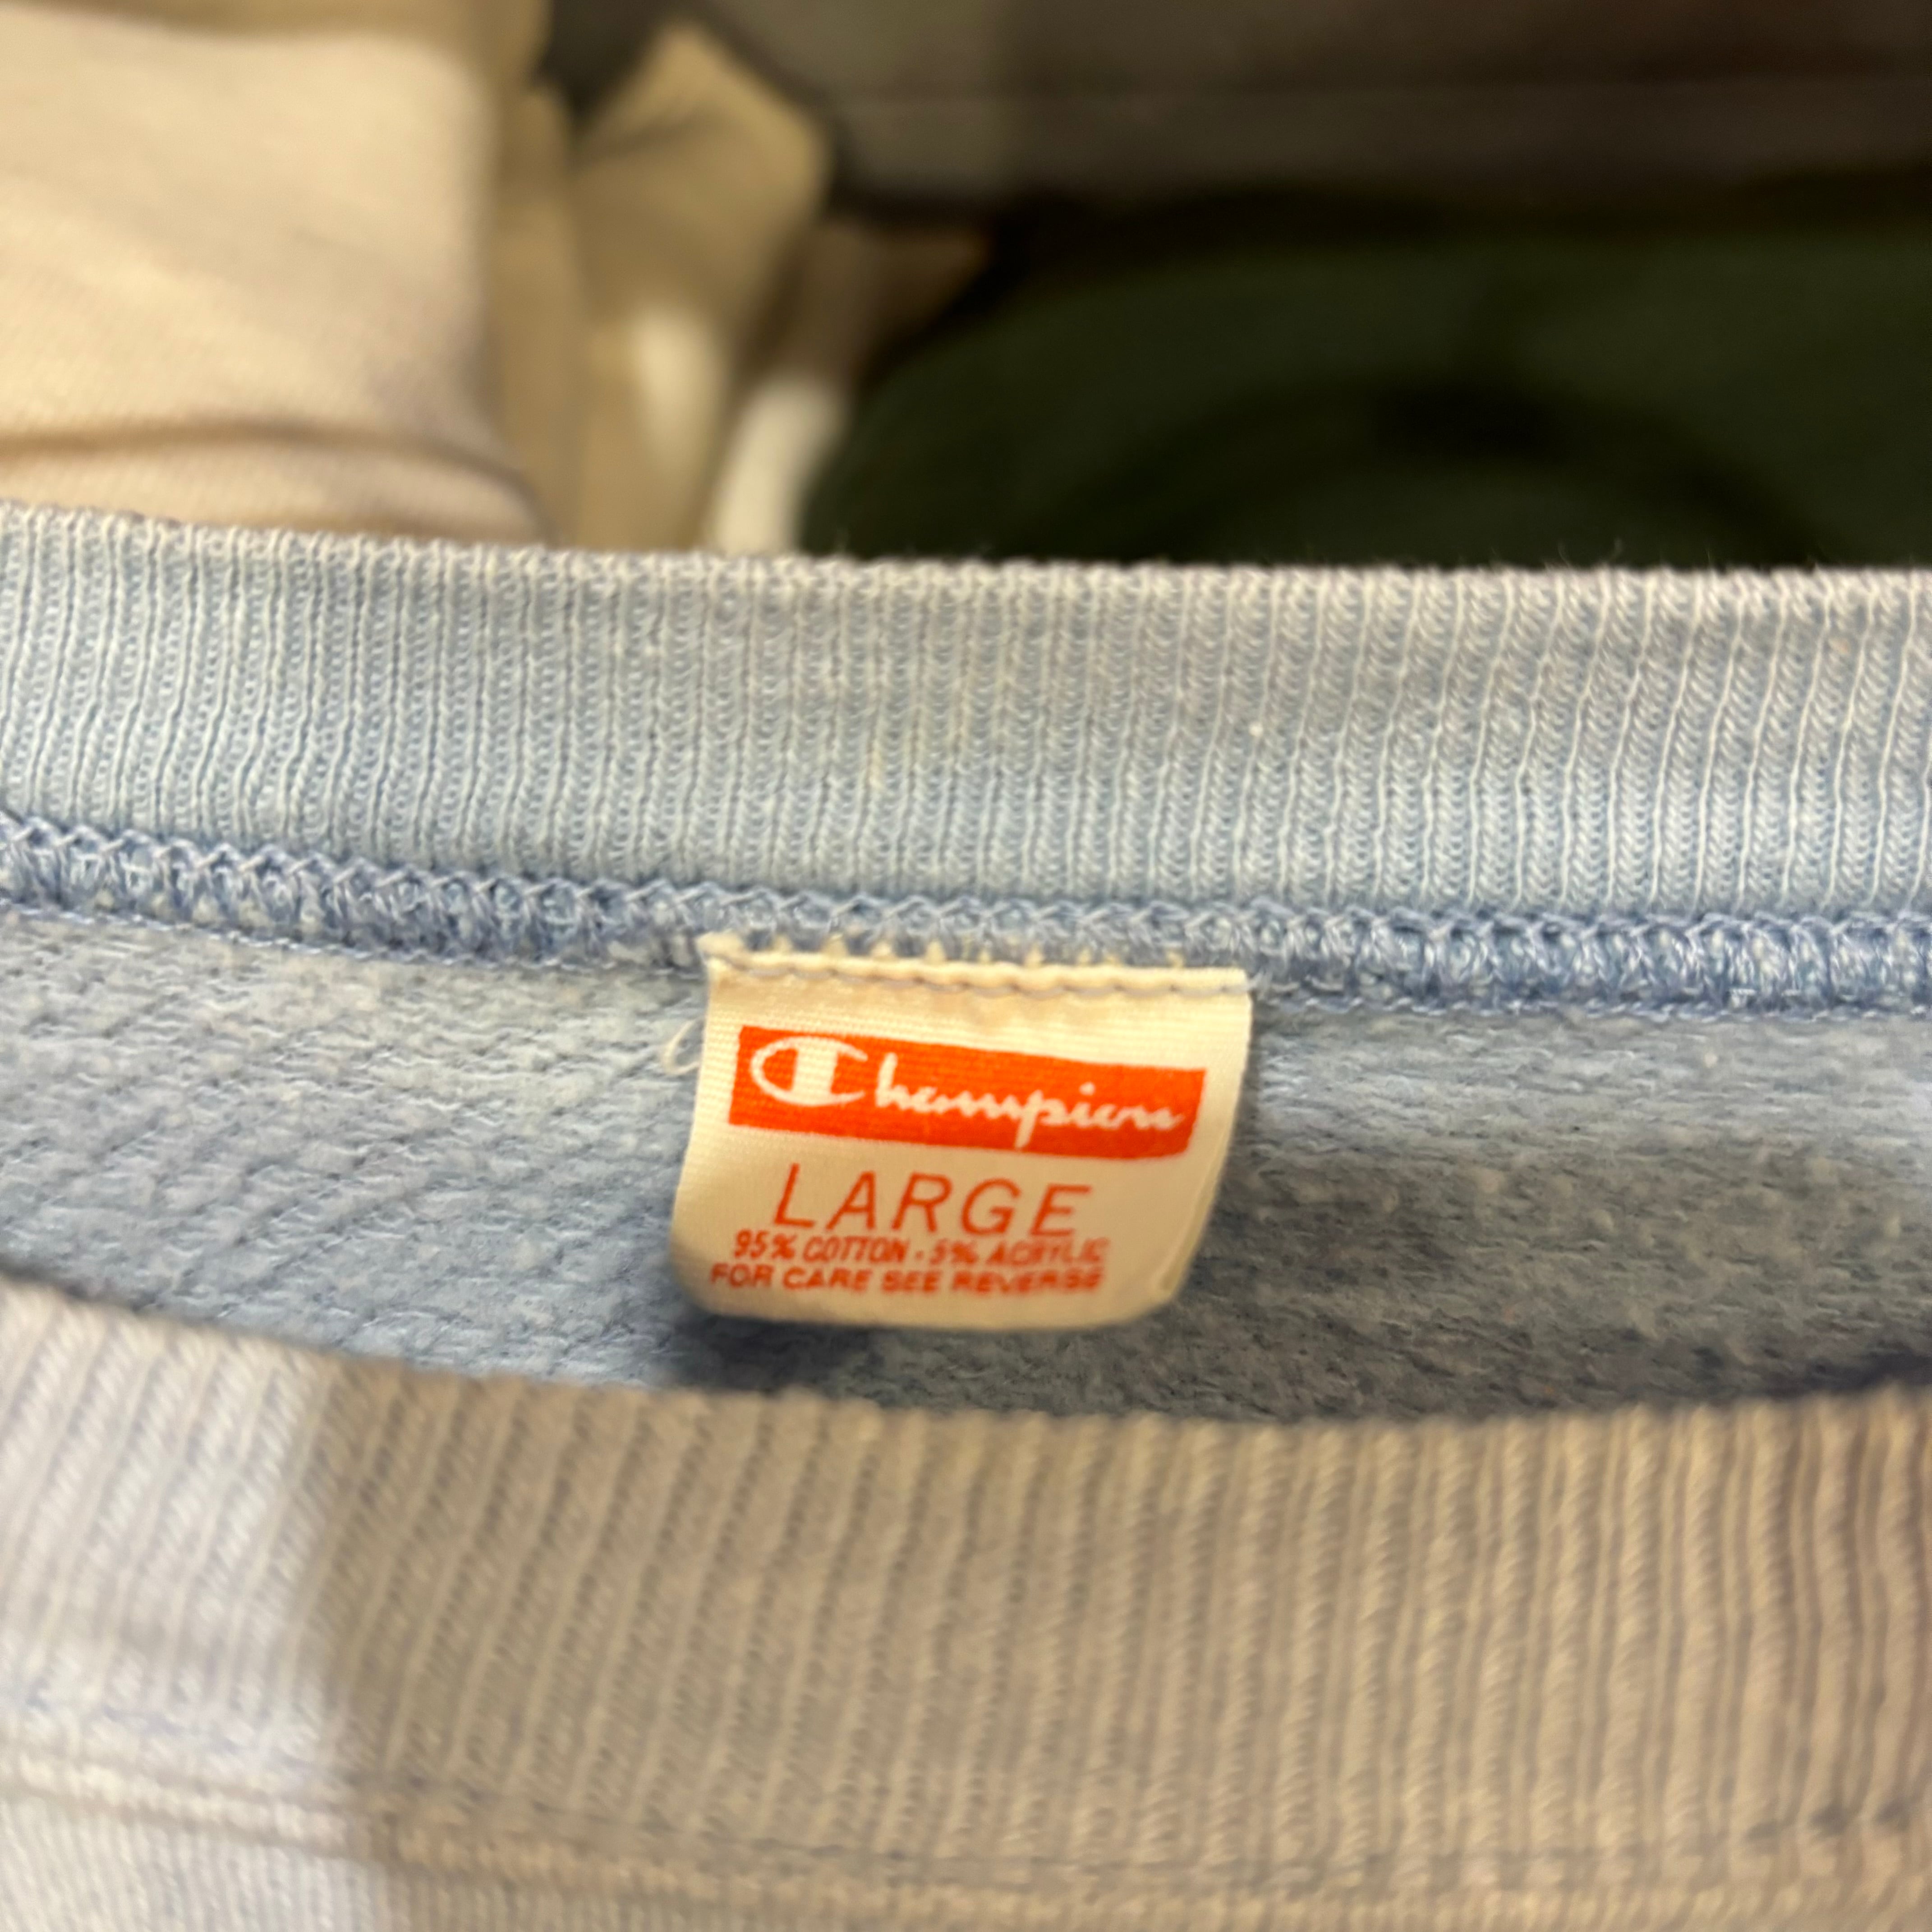 Champion
LARGE
95% COTTON - 5% ACRYLIC
FOR CARE SEE REVERSE